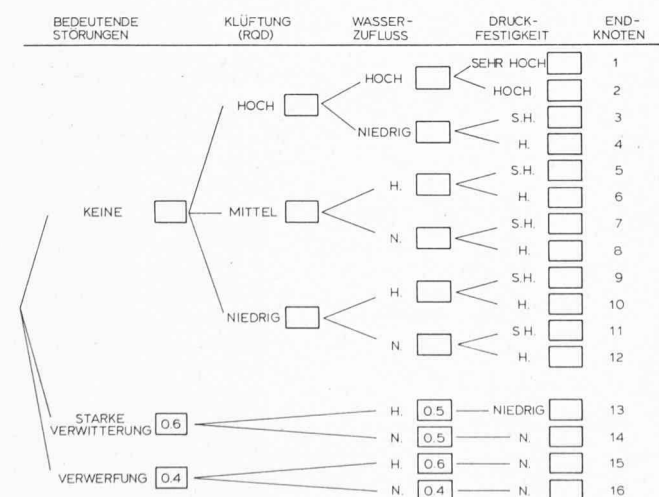 BEDEUTENDE STÖRUNGEN
KLÜFTUNG (RQD)
WASSER-ZUFLUSS
DRUCK-FESTIGKEIT
END-KNOTEN
SEHR HOCH 1
HOCH
HOCH 2
HOCH
S.H. 3
NIEDRIG
H. 4
S.H. 5
H.
H. 6
KEINE MITTEL
S.H. 7
N.
H. 8
S.H. 9
H.
H. 10
NIEDRIG
S.H. 11
N.
H. 12
STARKE VERWITTERUNG 0.6
H. 0.5 NIEDRIG 13
N. 0.5 N. 14
VERWERFUNG 0.4
H. 0.6 N. 15
N. 0.4 N. 16